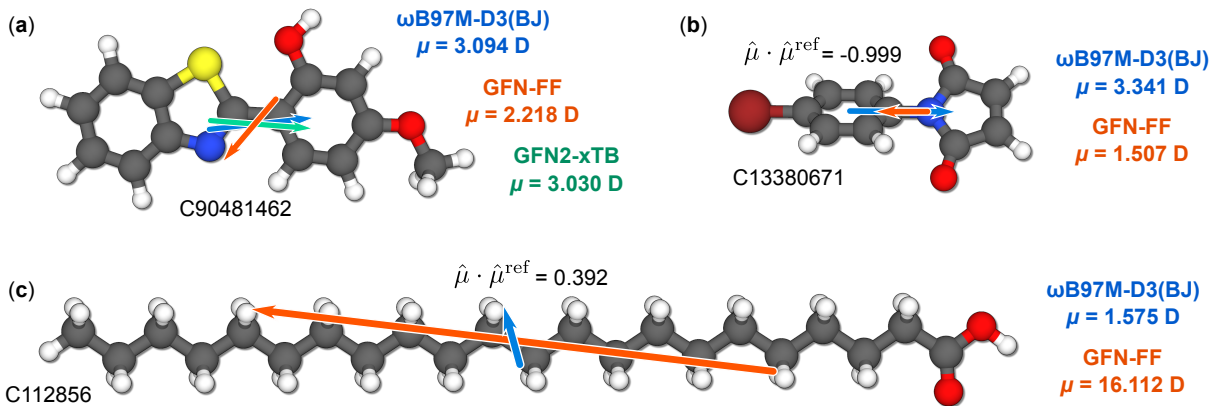 (a)
ωB97M-D3(BJ)
μ = 3.094 D
GFN-FF
μ = 2.218 D
GFN2-xTB
μ = 3.030 D
C90481462
(b)
μ̂ · μ̂^ref = -0.999
ωB97M-D3(BJ)
μ = 3.341 D
GFN-FF
μ = 1.507 D
C13380671
(c)
μ̂ · μ̂^ref = 0.392
ωB97M-D3(BJ)
μ = 1.575 D
GFN-FF
μ = 16.112 D
C112856